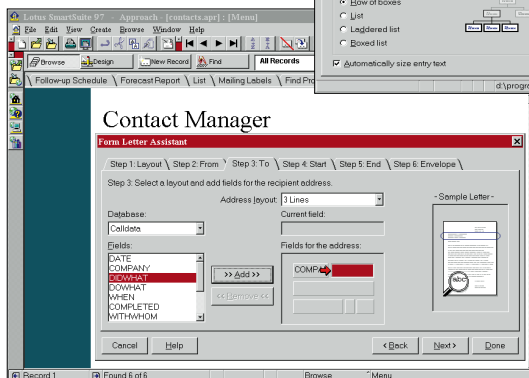 Lotus SmartSuite 97 - Approach - [contacts.apr] : [Menu]
File Edit View Create Browse Window Help
Row of boxes
List
Laddered list
Boxed list
Automatically size entry text
d:\progra
Browse Design New Record Find All Records
Follow-up Schedule Forecast Report List Mailing Labels Find Pro
Contact Manager
Form Letter Assistant
Step 1: Layout Step 2: From Step 3: To Step 4: Start Step 5: End Step 6: Envelope
Step 3: Select a layout and add fields for the recipient address.
Address layout: 3 Lines
Sample Letter
Database:
Current field:
Calldata
Fields:
Fields for the address:
DATE
COMPANY
DIDWHAT
DOWHAT
WHEN
COMPLETED
WITHWHOM
>> Add >>
<< Remove <<
COMPA
abc
Cancel Help < Back Next > Done
Record 1 Found 6 of 6 Browse Menu